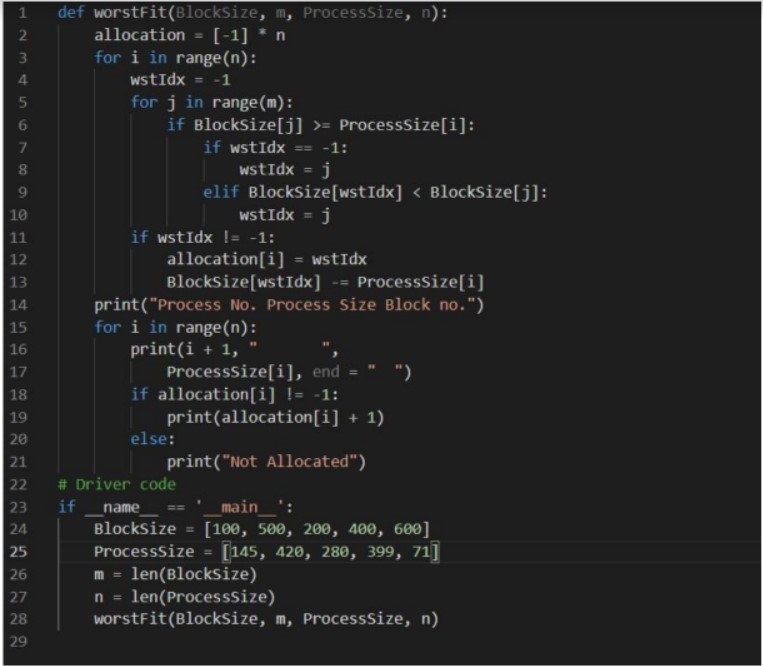 1 def worstFit(BlockSize, m, ProcessSize, n):
2     allocation = [-1] * n
3     for i in range(n):
4         wstIdx = -1
5         for j in range(m):
6             if BlockSize[j] >= ProcessSize[i]:
7                 if wstIdx == -1:
8                     wstIdx = j
9                 elif BlockSize[wstIdx] < BlockSize[j]:
10                     wstIdx = j
11         if wstIdx != -1:
12             allocation[i] = wstIdx
13             BlockSize[wstIdx] -= ProcessSize[i]
14     print("Process No. Process Size Block no.")
15     for i in range(n):
16         print(i + 1, "        ",
17             ProcessSize[i], end = "  ")
18         if allocation[i] != -1:
19             print(allocation[i] + 1)
20         else:
21             print("Not Allocated")
22 # Driver code
23 if __name__ == '__main__':
24     BlockSize = [100, 500, 200, 400, 600]
25     ProcessSize = [145, 420, 280, 399, 71]
26     m = len(BlockSize)
27     n = len(ProcessSize)
28     worstFit(BlockSize, m, ProcessSize, n)
29